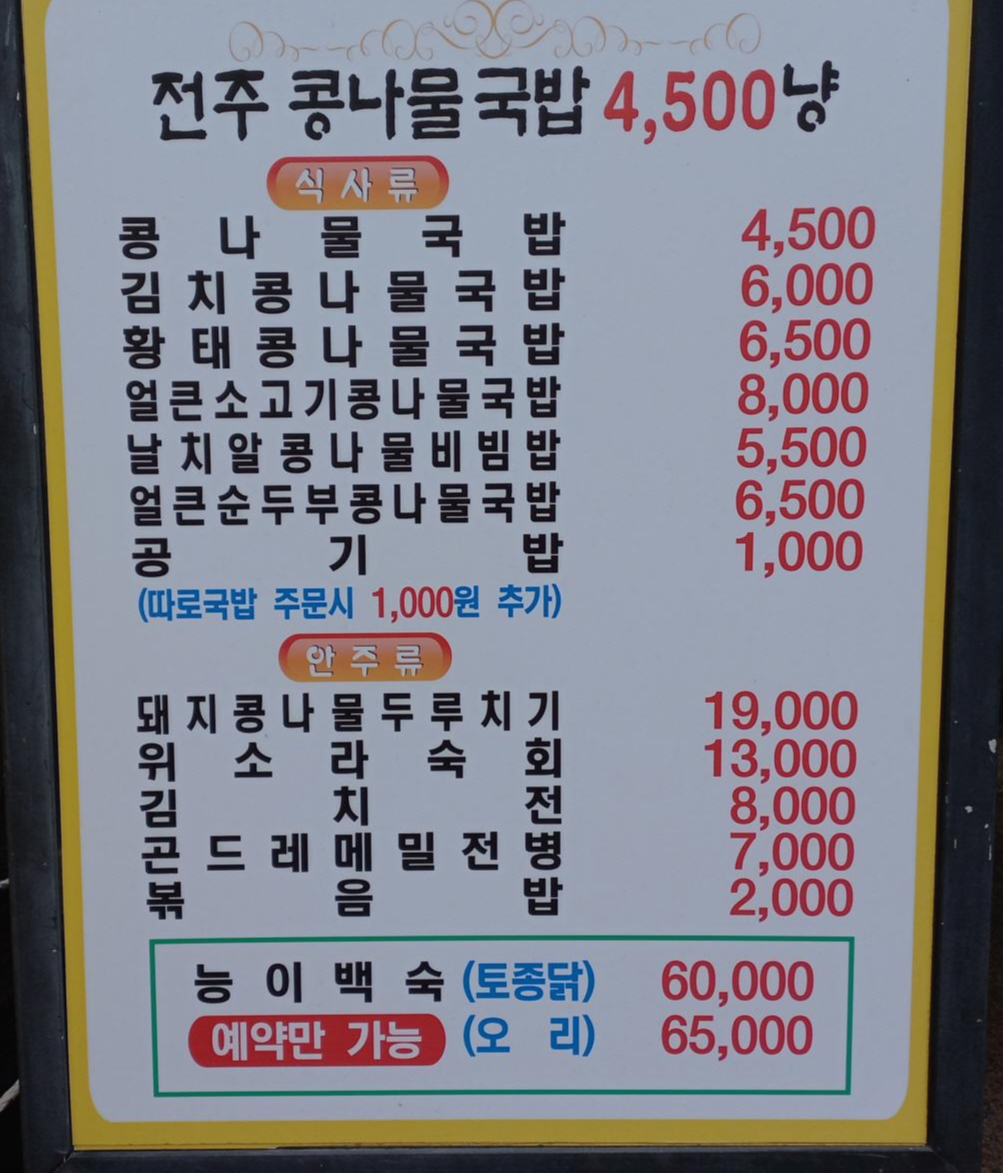 전주 콩나물국밥 4,500냥
식사류
콩나물국밥 4,500
김치콩나물국밥 6,000
황태콩나물국밥 6,500
얼큰소고기콩나물국밥 8,000
날치알콩나물비빔밥 5,500
얼큰순두부콩나물국밥 6,500
공기밥 1,000
(따로국밥 주문시 1,000원 추가)
안주류
돼지콩나물두루치기 19,000
위소라숙회 13,000
김치전 8,000
곤드레메밀전병 7,000
볶음밥 2,000
능이백숙 (토종닭) 60,000
예약만 가능 (오리) 65,000